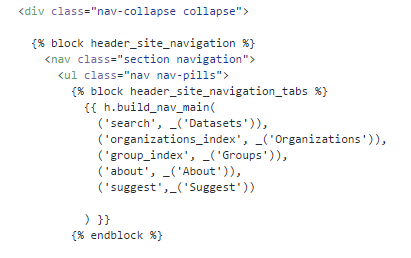 <div class="nav-collapse collapse">
{% block header_site_navigation %}
<nav class="section navigation">
<ul class="nav nav-pills">
{% block header_site_navigation_tabs %}
{{ h.build_nav_main(
('search', _('Datasets')),
('organizations_index', _('Organizations')),
('group_index', _('Groups')),
('about', _('About')),
('suggest',_('Suggest'))
) }}
{% endblock %}